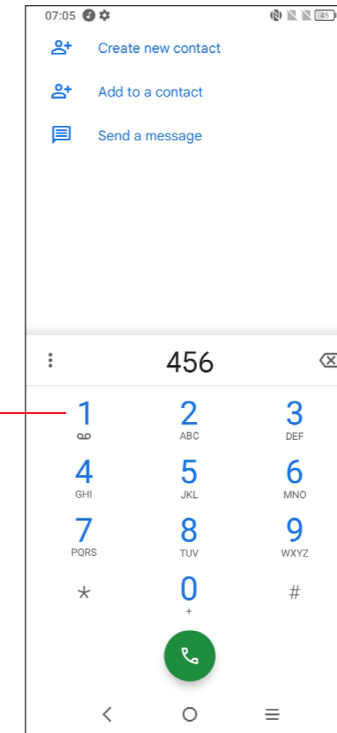 07:05 45
Create new contact
Add to a contact
Send a message
456
1 2 3
ABC DEF
4 5 6
GHI JKL MNO
7 8 9
PQRS TUV WXYZ
* 0 #
+